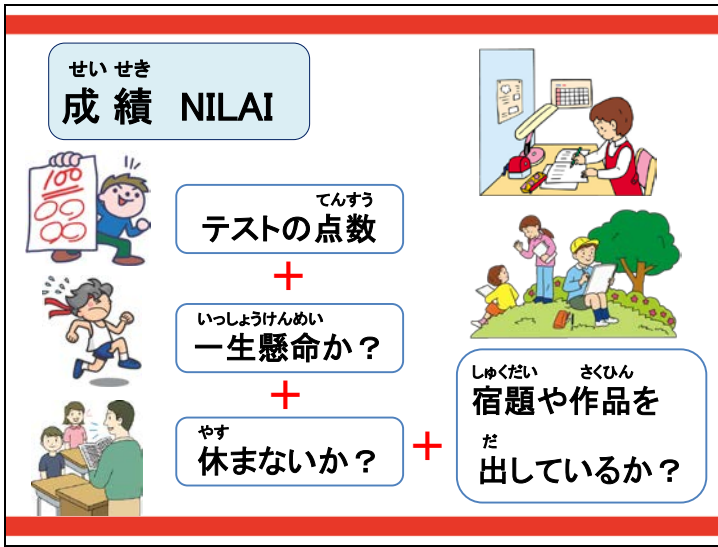 せい せき
成 績 NILAI
100
てんすう
テストの点数
+
いっしょうけんめい
一生懸命か？
+
やす
休まないか？
+
しゅくだい さくひん
宿題や作品を
だ
出しているか？